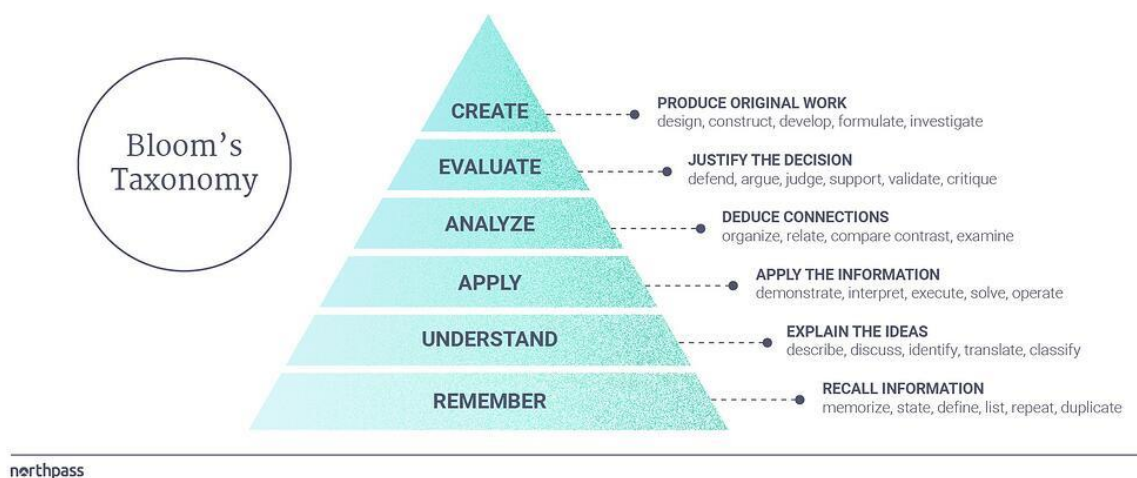 Bloom's
Taxonomy
CREATE
PRODUCE ORIGINAL WORK
design, construct, develop, formulate, investigate
EVALUATE
JUSTIFY THE DECISION
defend, argue, judge, support, validate, critique
ANALYZE
DEDUCE CONNECTIONS
organize, relate, compare contrast, examine
APPLY
APPLY THE INFORMATION
demonstrate, interpret, execute, solve, operate
UNDERSTAND
EXPLAIN THE IDEAS
describe, discuss, identify, translate, classify
REMEMBER
RECALL INFORMATION
memorize, state, define, list, repeat, duplicate
northpass